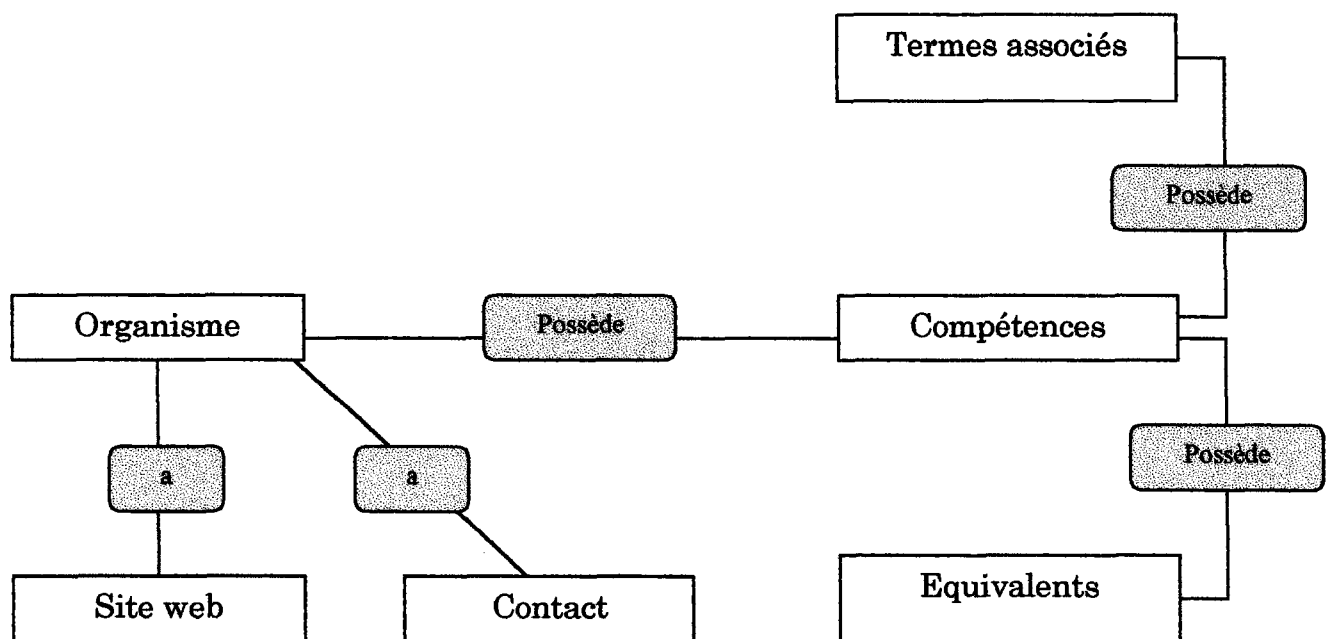 Termes associés
Possède
Organisme
Possède
Compétences
a
a
Possède
Site web
Contact
Equivalents